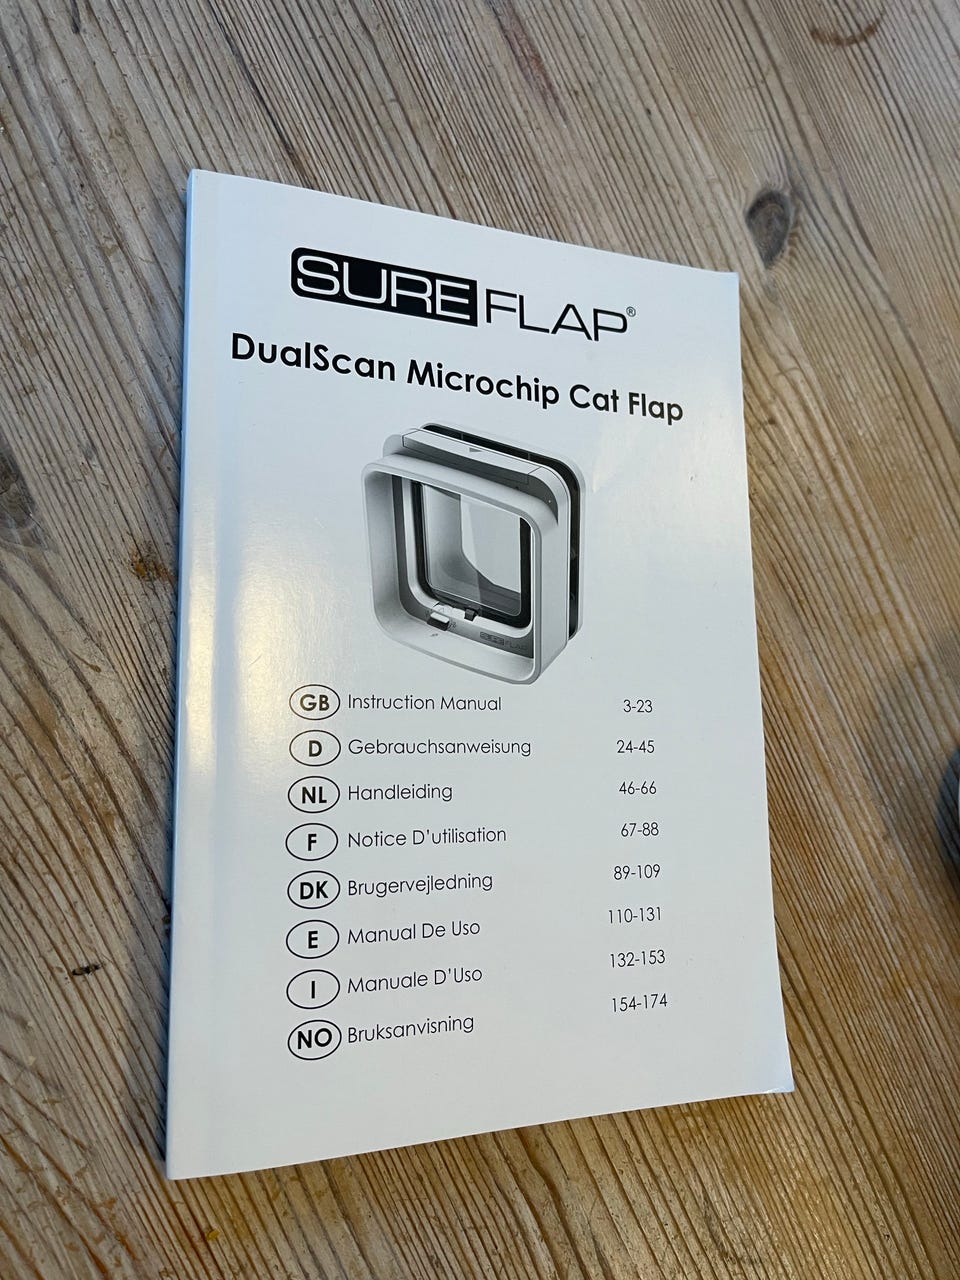 SUREFLAP®
DualScan Microchip Cat Flap
SUREFLAP
GB Instruction Manual 3-23
D Gebrauchsanweisung 24-45
NL Handleiding 46-66
F Notice D'utilisation 67-88
DK Brugervejledning 89-109
E Manual De Uso 110-131
I Manuale D'Uso 132-153
NO Bruksanvisning 154-174